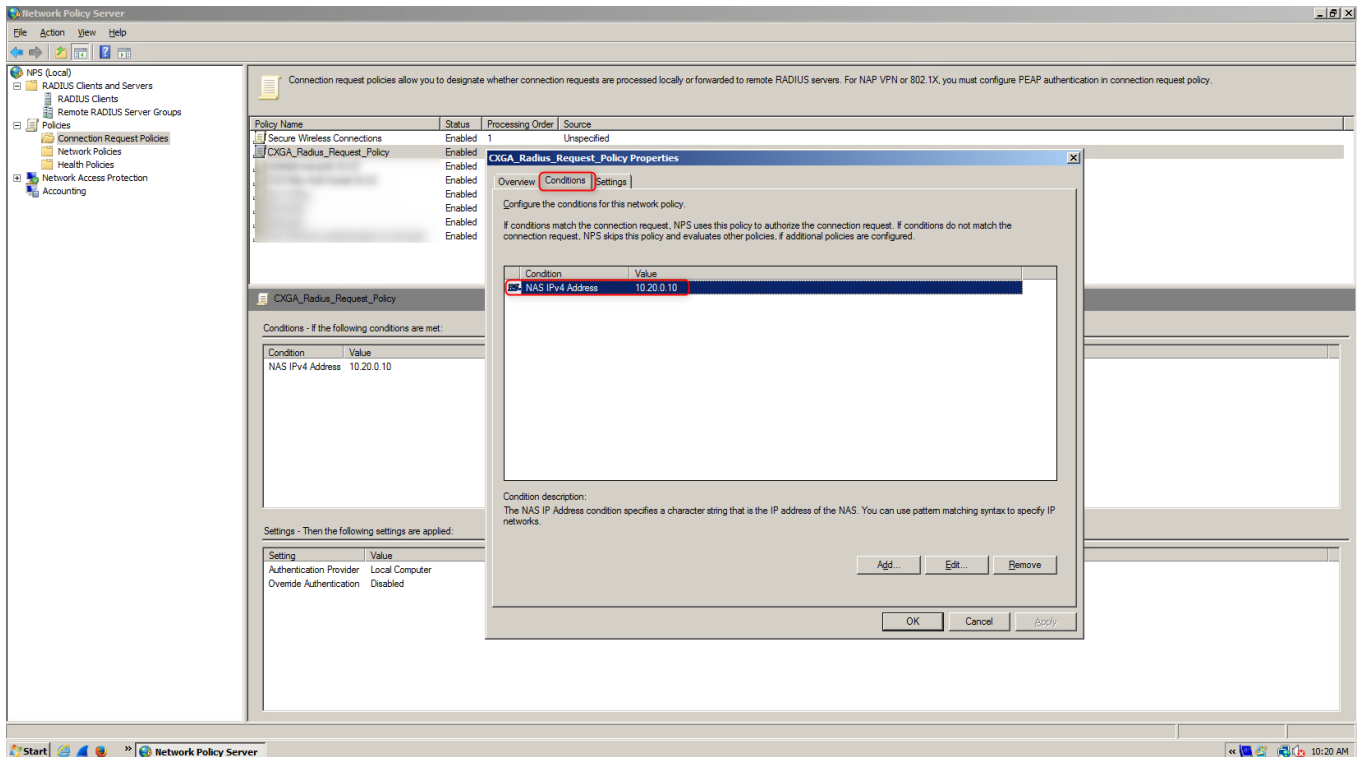 Network Policy Server
File Action View Help
NPS (Local)
RADIUS Clients and Servers
RADIUS Clients
Remote RADIUS Server Groups
Policies
Connection Request Policies
Network Policies
Health Policies
Network Access Protection
Accounting
Connection request policies allow you to designate whether connection requests are processed locally or forwarded to remote RADIUS servers. For NAP VPN or 802.1X, you must configure PEAP authentication in connection request policy.
Policy Name Status Processing Order Source
Secure Wireless Connections Enabled 1 Unspecified
CXGA_Radius_Request_Policy Enabled
Enabled
Enabled
Enabled
Enabled
Enabled
Enabled
CXGA_Radius_Request_Policy
Conditions - If the following conditions are met:
Condition Value
NAS IPv4 Address 10.20.0.10
Settings - Then the following settings are applied:
Setting Value
Authentication Provider Local Computer
Override Authentication Disabled
CXGA_Radius_Request_Policy Properties
Overview Conditions Settings
Configure the conditions for this network policy.
If conditions match the connection request, NPS uses this policy to authorize the connection request. If conditions do not match the
connection request, NPS skips this policy and evaluates other policies, if additional policies are configured.
Condition Value
NAS IPv4 Address 10.20.0.10
Condition description:
The NAS IP Address condition specifies a character string that is the IP address of the NAS. You can use pattern matching syntax to specify IP
networks.
Add... Edit... Remove
OK Cancel Apply
Start » Network Policy Server « 10:20 AM